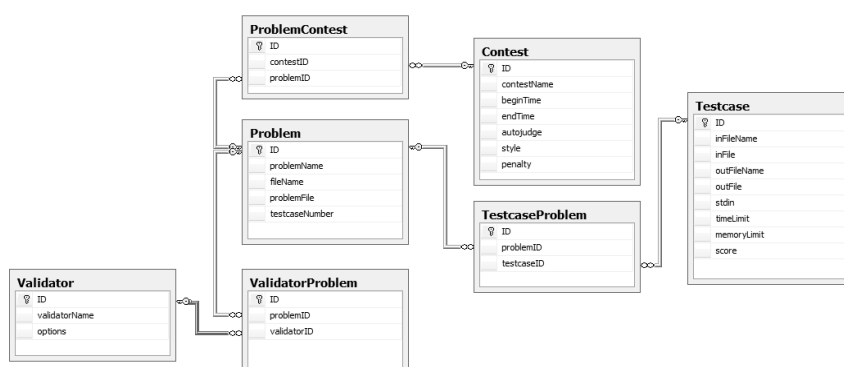 ProblemContest
ID
contestID
problemID
Contest
ID
contestName
beginTime
endTime
autojudge
style
penalty
Testcase
ID
inFileName
inFile
outFileName
outFile
stdin
timeLimit
memoryLimit
score
Problem
ID
problemName
fileName
problemFile
testcaseNumber
TestcaseProblem
ID
problemID
testcaseID
Validator
ID
validatorName
options
ValidatorProblem
ID
problemID
validatorID